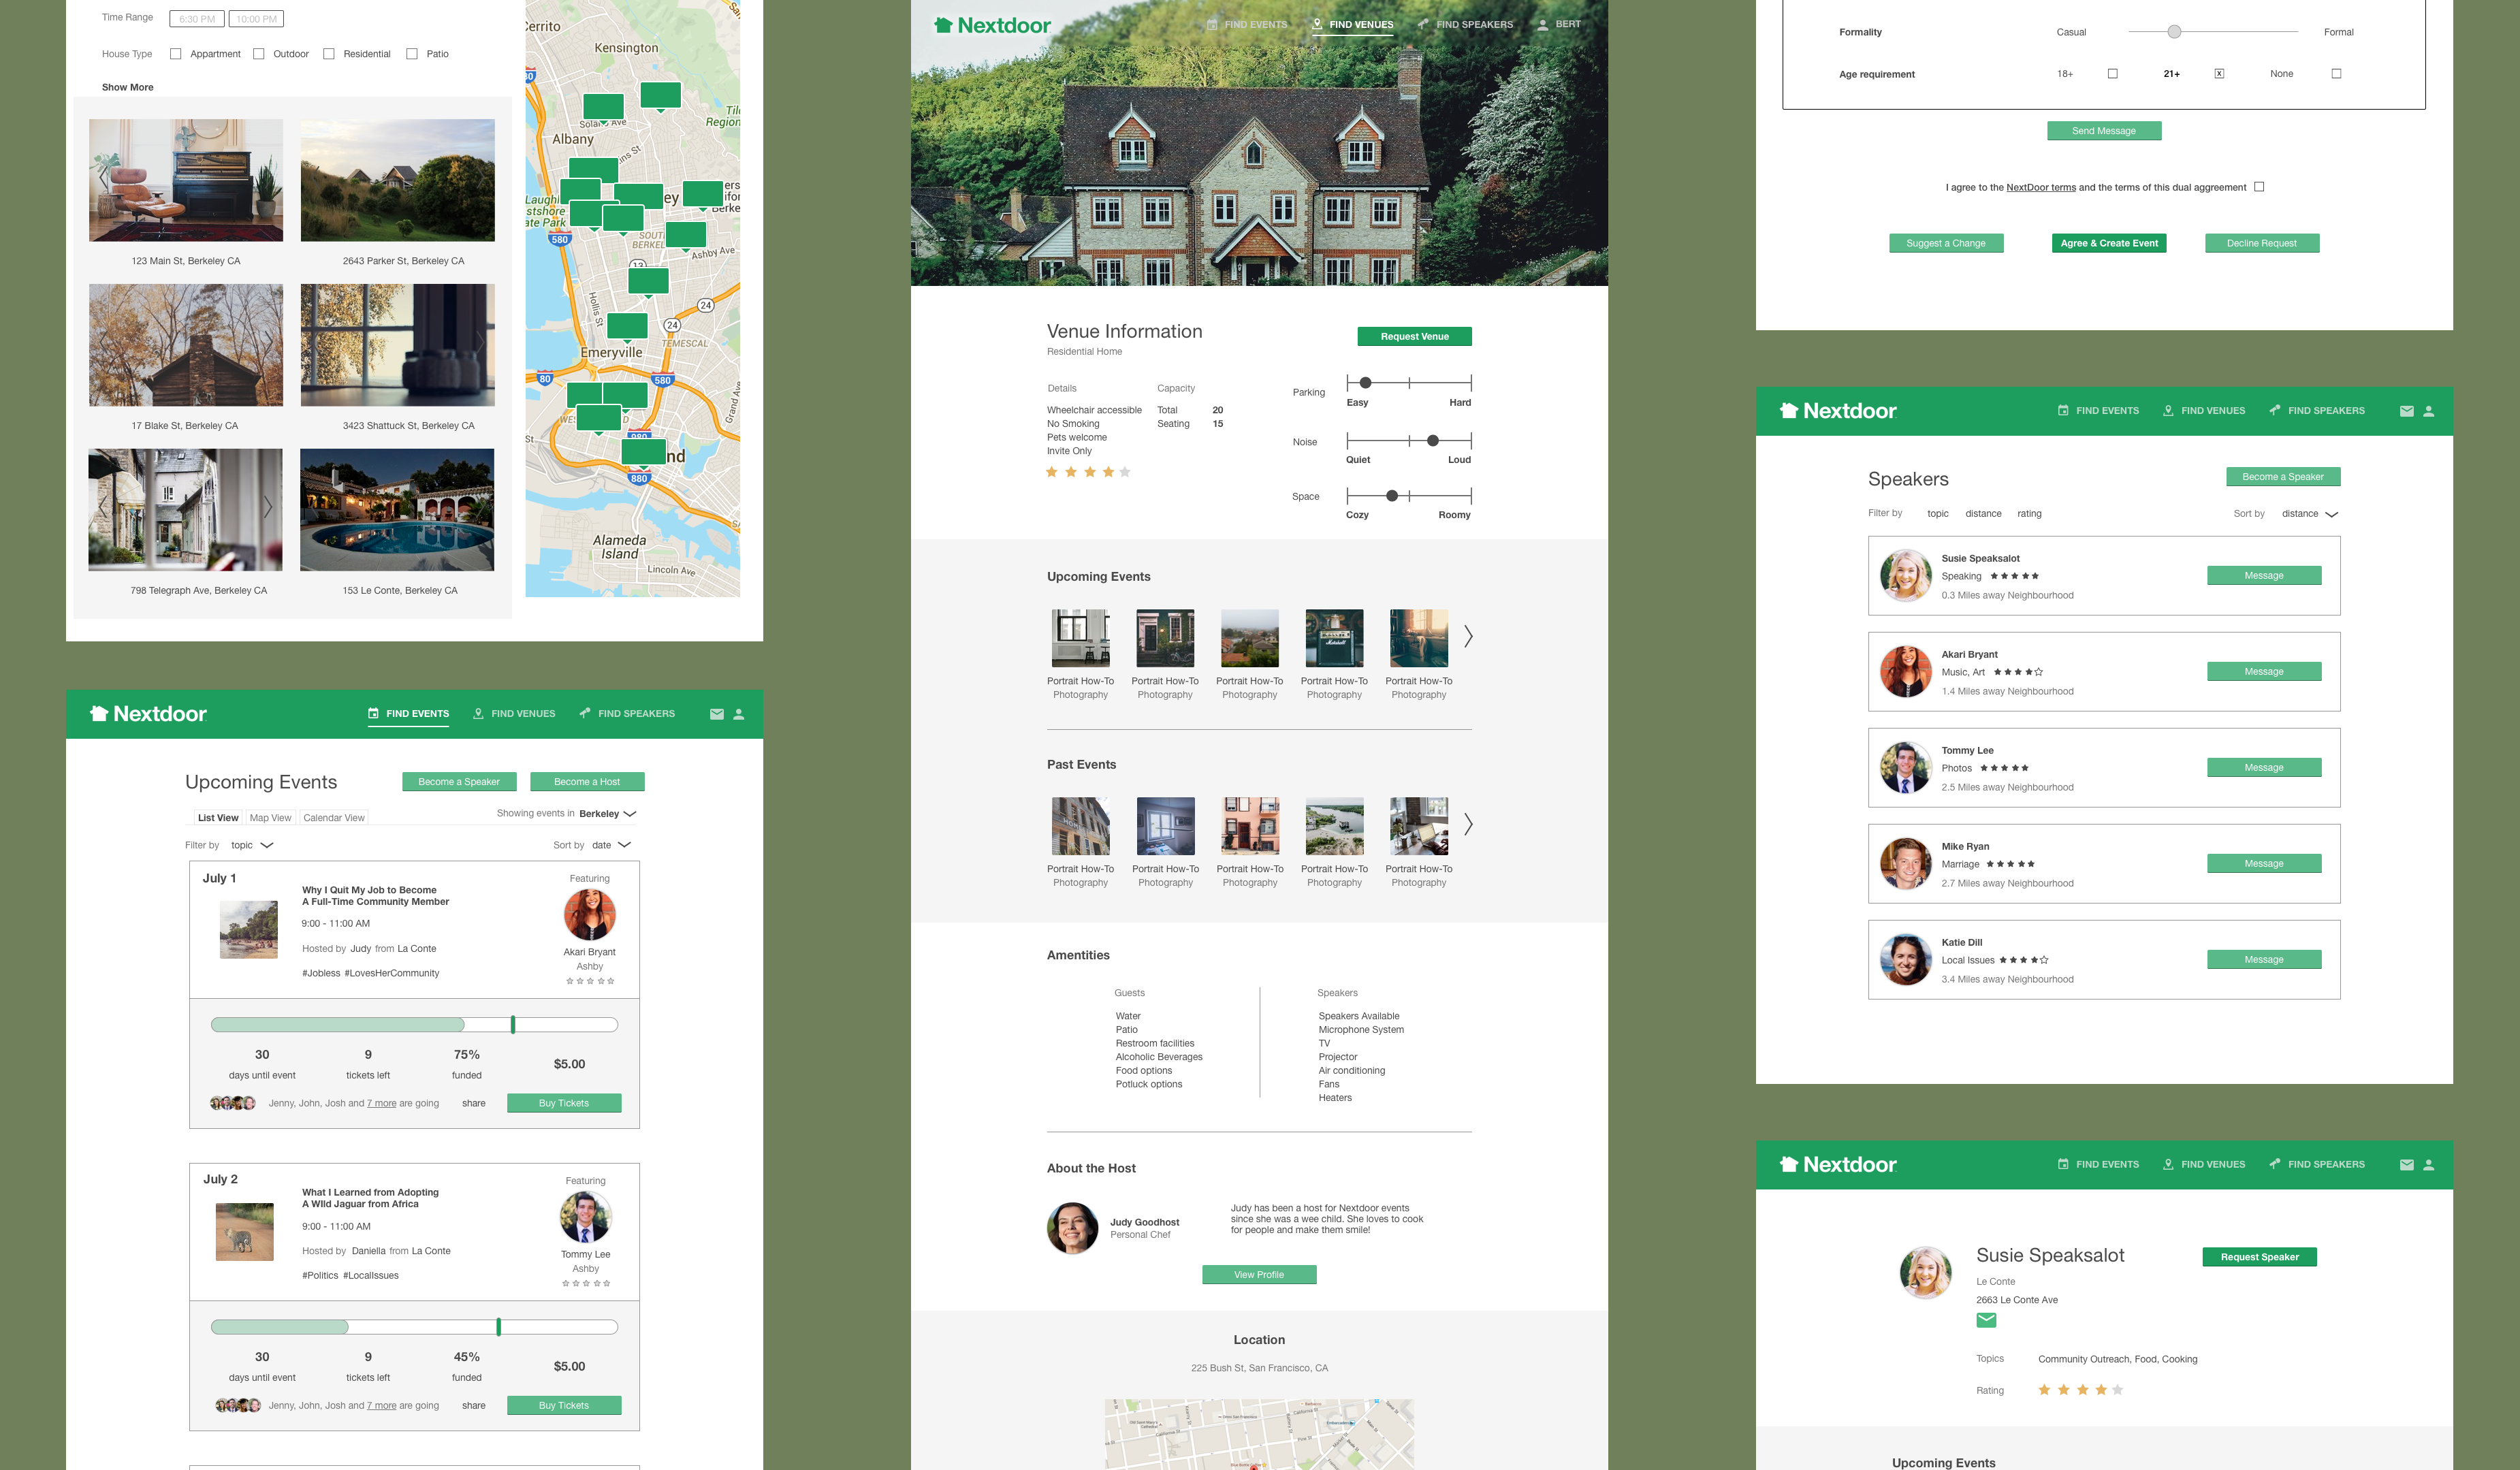 Time Range 6:30 PM 10:00 PM
House Type Appartment Outdoor Residential Patio
Show More
123 Main St, Berkeley CA
2643 Parker St, Berkeley CA
17 Blake St, Berkeley CA
3423 Shattuck St, Berkeley CA
798 Telegraph Ave, Berkeley CA
153 Le Conte, Berkeley CA
Cerrito
Kensington
Solano Ave
Albany
580
Ashby Ave
Hollis St
24
24
Emeryville
TEMESCAL
80
580
Grand Ave
880
Alameda
Island
Lincoln Ave
Nextdoor
FIND EVENTS
FIND VENUES
FIND SPEAKERS
Upcoming Events
Become a Speaker
Become a Host
List View
Map View
Calendar View
Showing events in Berkeley
Filter by topic
Sort by date
July 1
Why I Quit My Job to Become
A Full-Time Community Member
9:00 - 11:00 AM
Hosted by Judy from La Conte
#Jobless #LovesHerCommunity
Featuring
Akari Bryant
Ashby
30
days until event
9
tickets left
75%
funded
$5.00
Jenny, John, Josh and 7 more are going
share
Buy Tickets
July 2
What I Learned from Adopting
A Wild Jaguar from Africa
9:00 - 11:00 AM
Hosted by Daniella from La Conte
#Politics #LocalIssues
Featuring
Tommy Lee
Ashby
30
days until event
9
tickets left
45%
funded
$5.00
Jenny, John, Josh and 7 more are going
share
Buy Tickets
Nextdoor
FIND EVENTS
FIND VENUES
FIND SPEAKERS
BERT
Venue Information
Residential Home
Request Venue
Details
Wheelchair accessible
No Smoking
Pets welcome
Invite Only
Capacity
Total 20
Seating 15
Parking
Easy Hard
Noise
Quiet Loud
Space
Cozy Roomy
Upcoming Events
Portrait How-To Portrait How-To Portrait How-To Portrait How-To Portrait How-To
Photography Photography Photography Photography Photography
Past Events
Portrait How-To Portrait How-To Portrait How-To Portrait How-To Portrait How-To
Photography Photography Photography Photography Photography
Amentities
Guests
Water
Patio
Restroom facilities
Alcoholic Beverages
Food options
Potluck options
Speakers
Speakers Available
Microphone System
TV
Projector
Air conditioning
Fans
Heaters
About the Host
Judy Goodhost
Personal Chef
Judy has been a host for Nextdoor events
since she was a wee child. She loves to cook
for people and make them smile!
View Profile
Location
225 Bush St, San Francisco, CA
Formality Casual Formal
Age requirement 18+ 21+ X None
Send Message
I agree to the NextDoor terms and the terms of this dual aggreement
Suggest a Change
Agree & Create Event
Decline Request
Nextdoor
FIND EVENTS
FIND VENUES
FIND SPEAKERS
Speakers
Become a Speaker
Filter by topic distance rating
Sort by distance
Susie Speaksalot
Speaking
0.3 Miles away Neighbourhood
Message
Akari Bryant
Music, Art
1.4 Miles away Neighbourhood
Message
Tommy Lee
Photos
2.5 Miles away Neighbourhood
Message
Mike Ryan
Marriage
2.7 Miles away Neighbourhood
Message
Katie Dill
Local Issues
3.4 Miles away Neighbourhood
Message
Nextdoor
FIND EVENTS
FIND VENUES
FIND SPEAKERS
Susie Speaksalot
Request Speaker
Le Conte
2663 Le Conte Ave
Topics Community Outreach, Food, Cooking
Rating
Upcoming Events